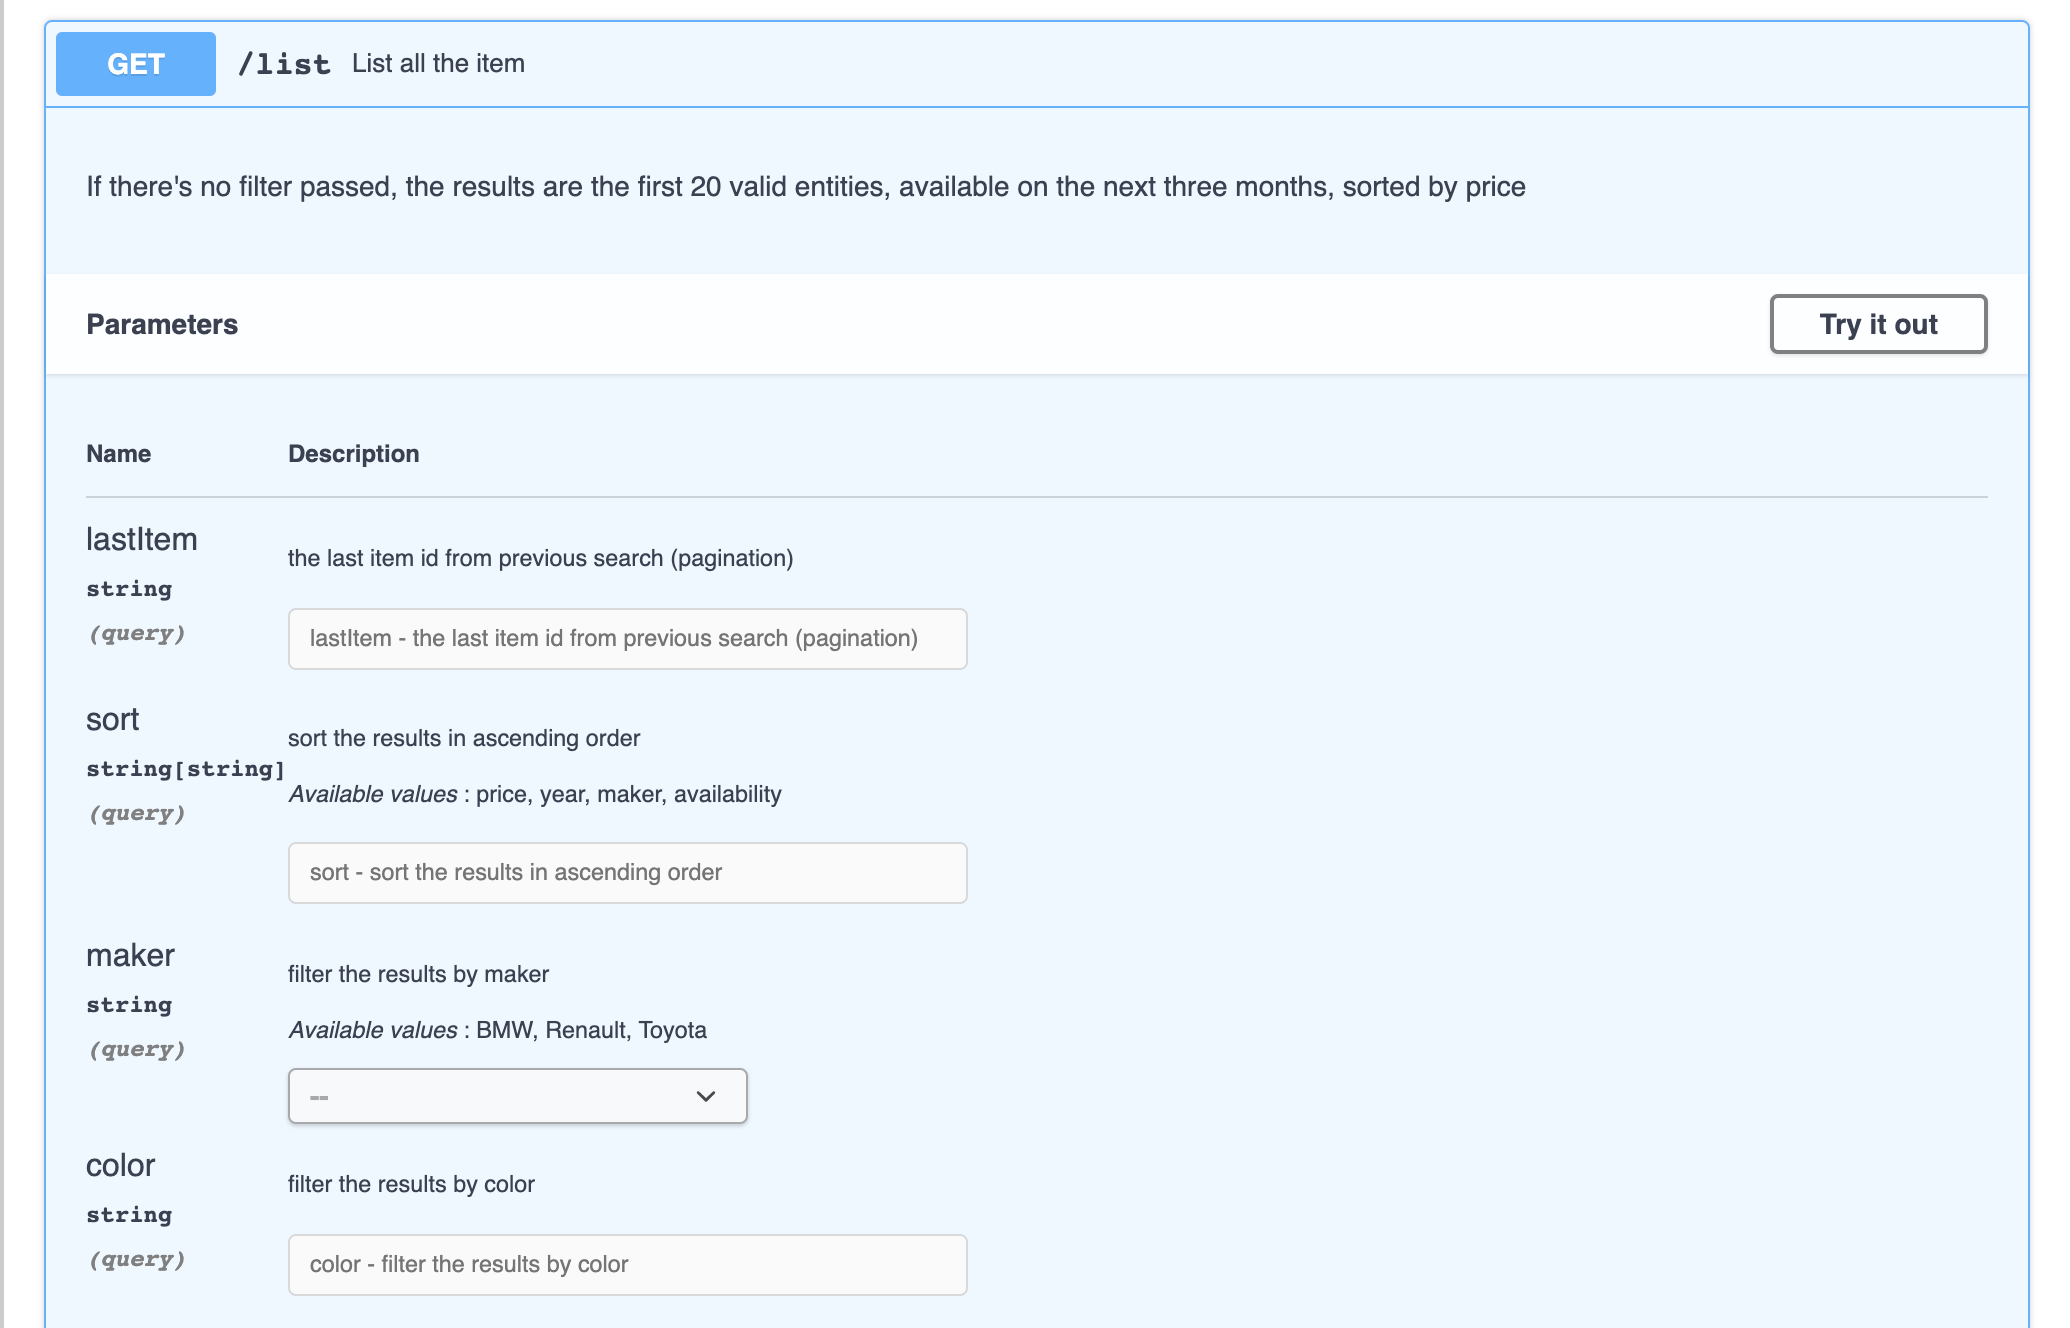 GET /list List all the item
If there's no filter passed, the results are the first 20 valid entities, available on the next three months, sorted by price
Parameters Try it out
Name Description
lastItem
the last item id from previous search (pagination)
string
(query)
lastItem - the last item id from previous search (pagination)
sort
sort the results in ascending order
string[string]
Available values : price, year, maker, availability
(query)
sort - sort the results in ascending order
maker
filter the results by maker
string
Available values : BMW, Renault, Toyota
(query)
--
color
filter the results by color
string
(query)
color - filter the results by color